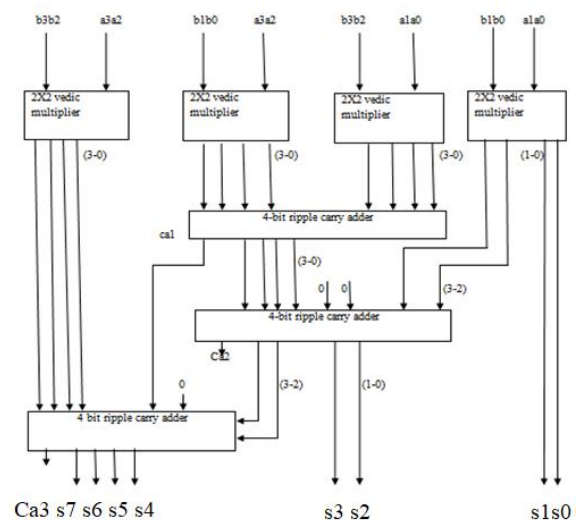 b3b2 a3a2 b1b0 a3a2 b3b2 a1a0 b1b0 a1a0
2X2 vedic multiplier
2X2 vedic multiplier
2X2 vedic multiplier
2X2 vedic multiplier
(3-0) (3-0) (3-0) (1-0)
4-bit ripple carry adder
ca1
(3-0)
0 0 (3-2)
4-bit ripple carry adder
Ca2
0 (3-2) (1-0)
4 bit ripple carry adder
Ca3 s7 s6 s5 s4 s3 s2 s1s0